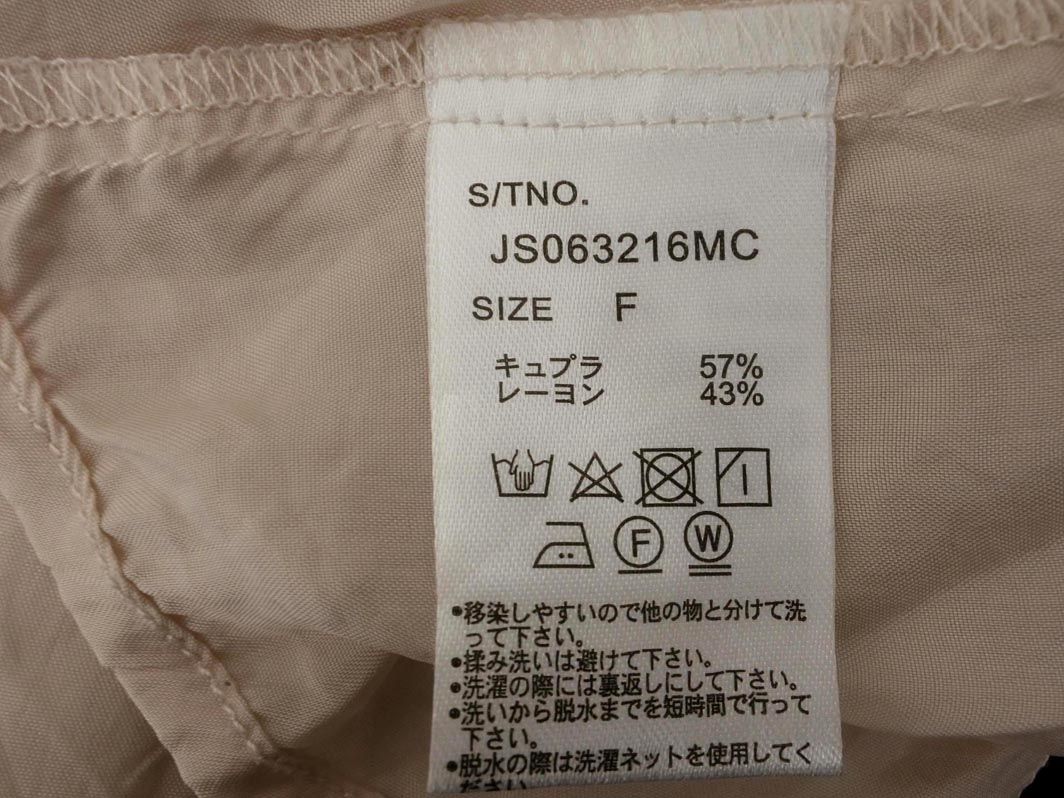 S/TNO.
JS063216MC
SIZE F
キュプラ 57%
レーヨン 43%
F W
•移染しやすいので他の物と分けて洗
って下さい。
•揉み洗いは避けて下さい。
•洗濯の際には裏返しにして下さい。
•洗いから脱水までを短時間で行って
下さい。
•脱水の際は洗濯ネットを使用してく
ださい